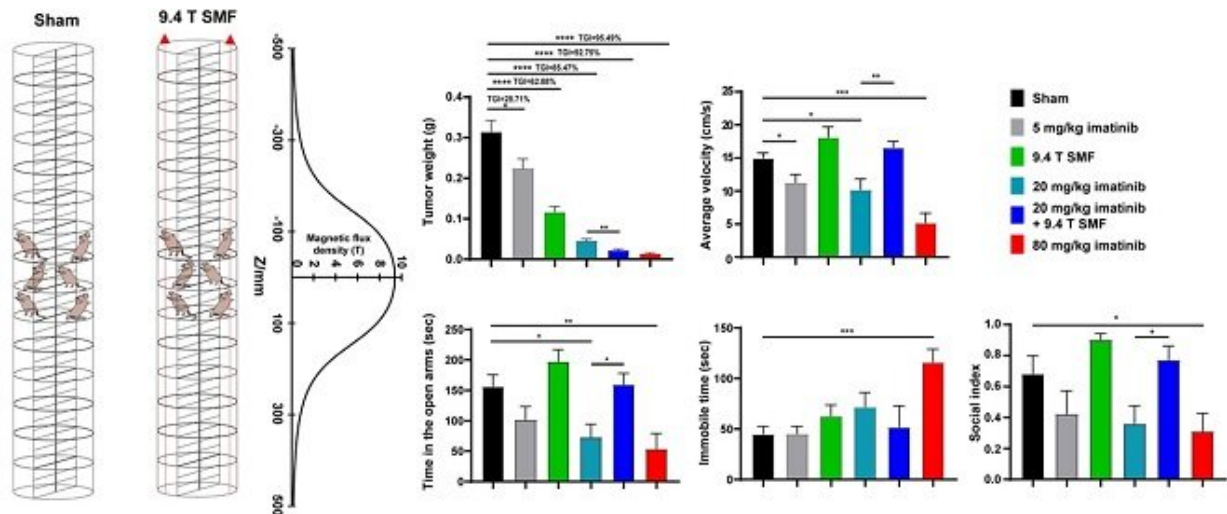 Sham
9.4 T SMF
-500
-300
-100
100
300
500
Z/mm
Magnetic flux
density (T)
0 2 4 6 8 10
**** TGI=95.49%
**** TGI=92.75%
**** TGI=85.47%
**** TGI=62.88%
TGI=28.71%
*
**
Tumor weight (g)
0.4
0.3
0.2
0.1
0.0
**
***
*
*
Average velocity (cm/s)
25
20
15
10
5
0
Sham
5 mg/kg imatinib
9.4 T SMF
20 mg/kg imatinib
20 mg/kg imatinib
+ 9.4 T SMF
80 mg/kg imatinib
**
*
*
Time in the open arms (sec)
250
200
150
100
50
0
***
Immobile time (sec)
150
100
50
0
*
*
Social index
1.0
0.8
0.6
0.4
0.2
0.0